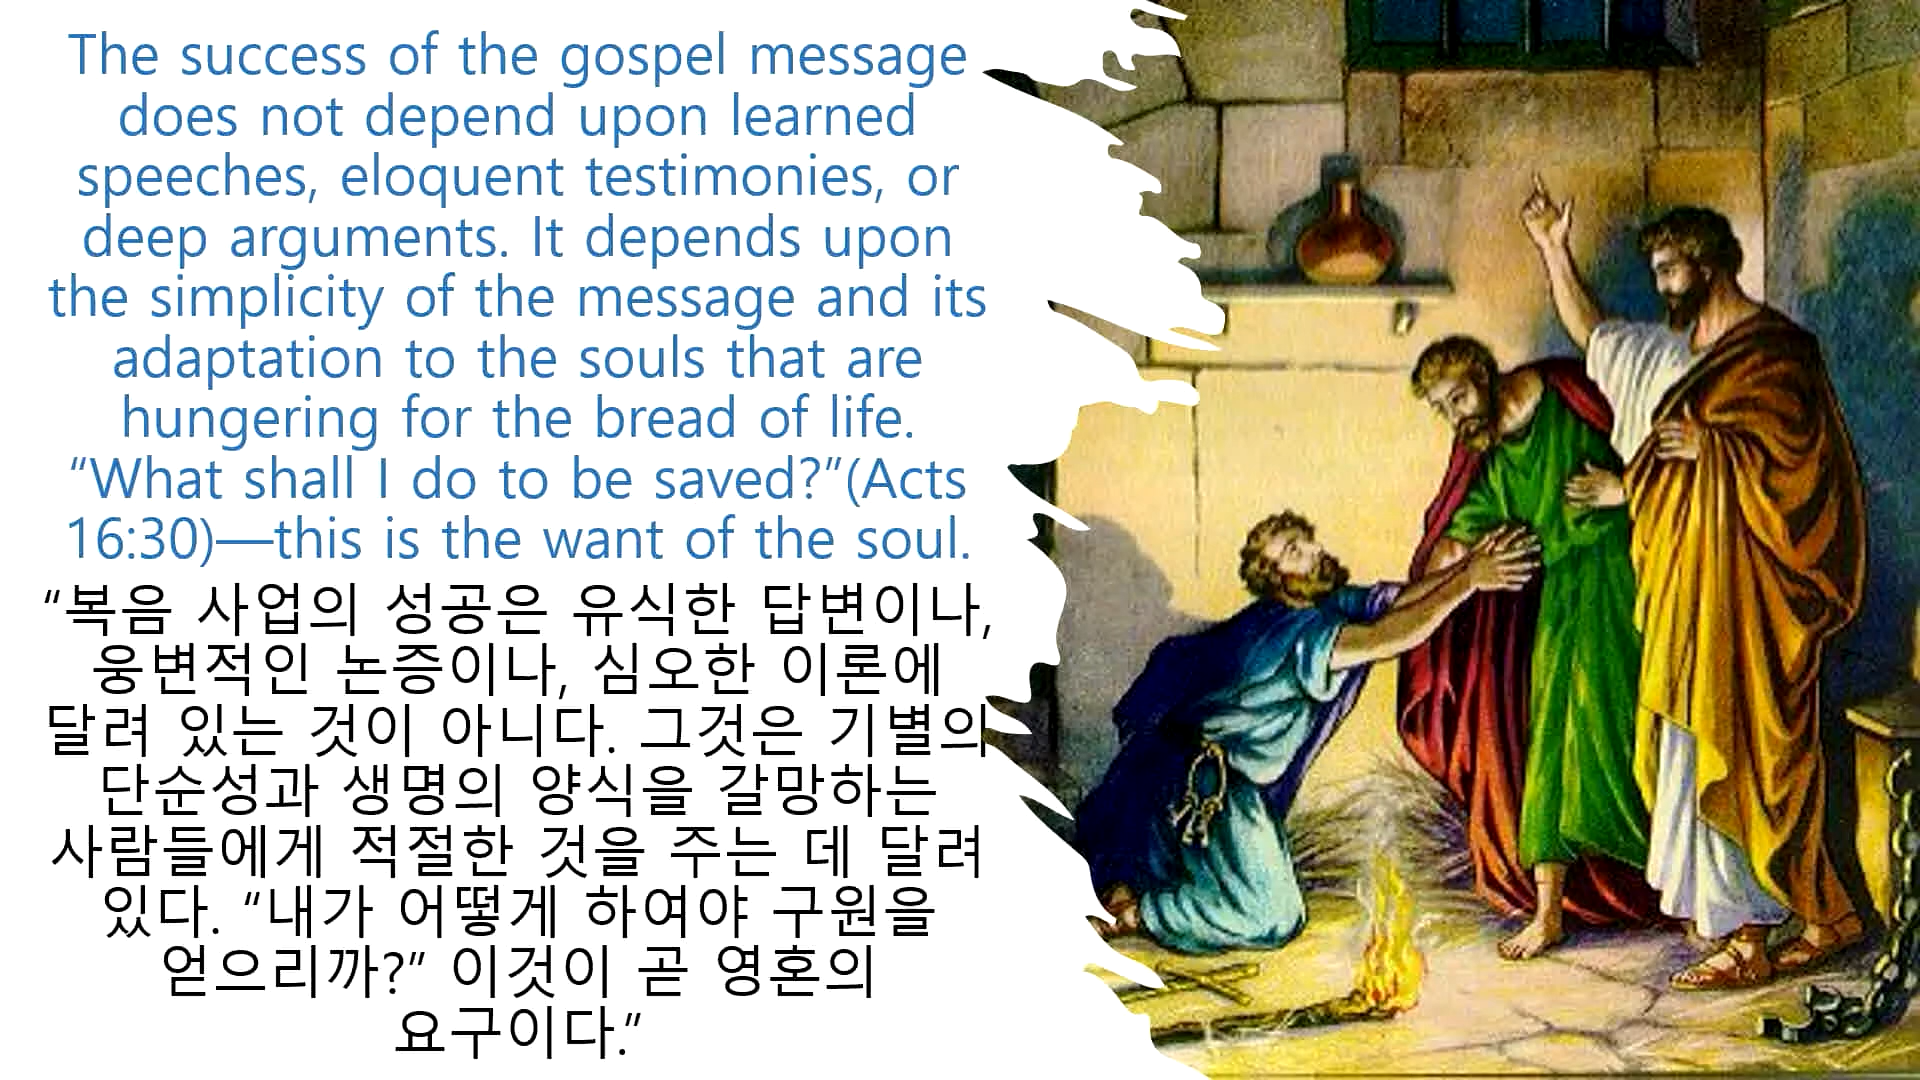 The success of the gospel message
does not depend upon learned
speeches, eloquent testimonies, or
deep arguments. It depends upon
the simplicity of the message and its
adaptation to the souls that are
hungering for the bread of life.
“What shall I do to be saved?”(Acts
16:30)—this is the want of the soul.
“복음 사업의 성공은 유식한 답변이나,
웅변적인 논증이나, 심오한 이론에
달려 있는 것이 아니다. 그것은 기별의
단순성과 생명의 양식을 갈망하는
사람들에게 적절한 것을 주는 데 달려
있다. “내가 어떻게 하여야 구원을
얻으리까?” 이것이 곧 영혼의
요구이다.”